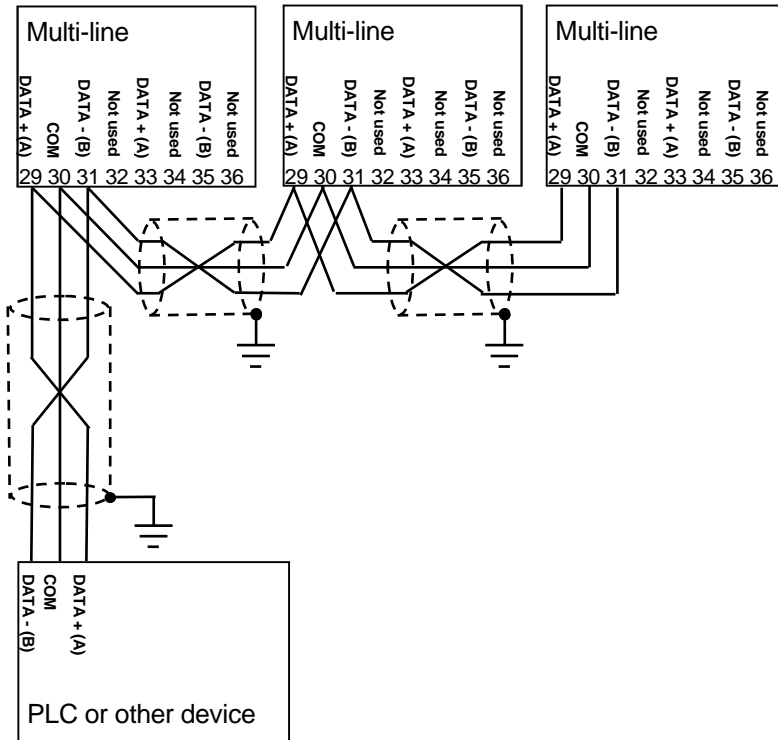 Multi-line
DATA + (A)
COM
DATA - (B)
Not used
DATA + (A)
Not used
DATA - (B)
Not used
29 30 31 32 33 34 35 36
Multi-line
DATA + (A)
COM
DATA - (B)
Not used
DATA + (A)
Not used
DATA - (B)
Not used
29 30 31 32 33 34 35 36
Multi-line
DATA + (A)
COM
DATA - (B)
Not used
DATA + (A)
Not used
DATA - (B)
Not used
29 30 31 32 33 34 35 36
DATA - (B)
COM
DATA + (A)
PLC or other device